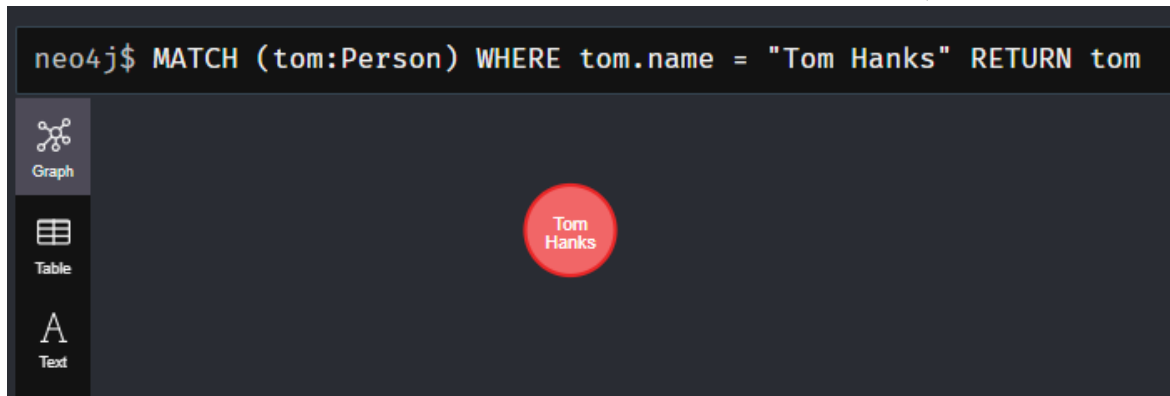 neo4j$ MATCH (tom:Person) WHERE tom.name = "Tom Hanks" RETURN tom
Graph
Table
Text
Tom
Hanks